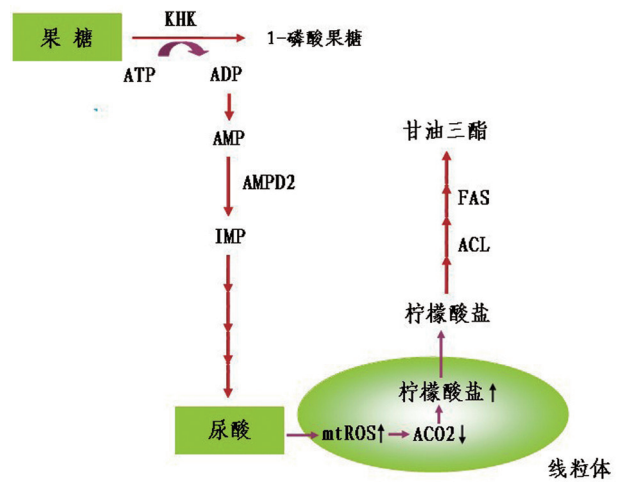 KHK
果糖
1-磷酸果糖
ATP
ADP
AMP
AMPD2
IMP
尿酸
甘油三酯
FAS
ACL
柠檬酸盐
柠檬酸盐↑
mtROS↑
ACO2↓
线粒体